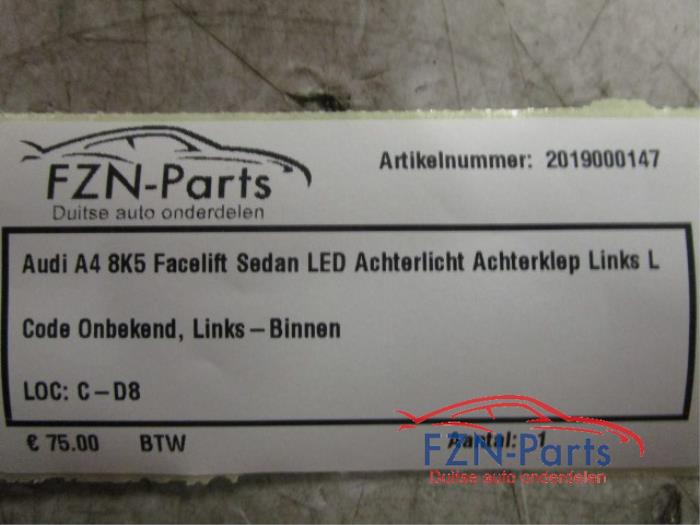 FZN-Parts
Duitse auto onderdelen
Artikelnummer: 2019000147
Audi A4 8K5 Facelift Sedan LED Achterlicht Achterklep Links L
Code Onbekend, Links-Binnen
LOC: C-D8
€ 75.00 BTW Aantal: 1
FZN-Parts
Duitse auto onderdelen